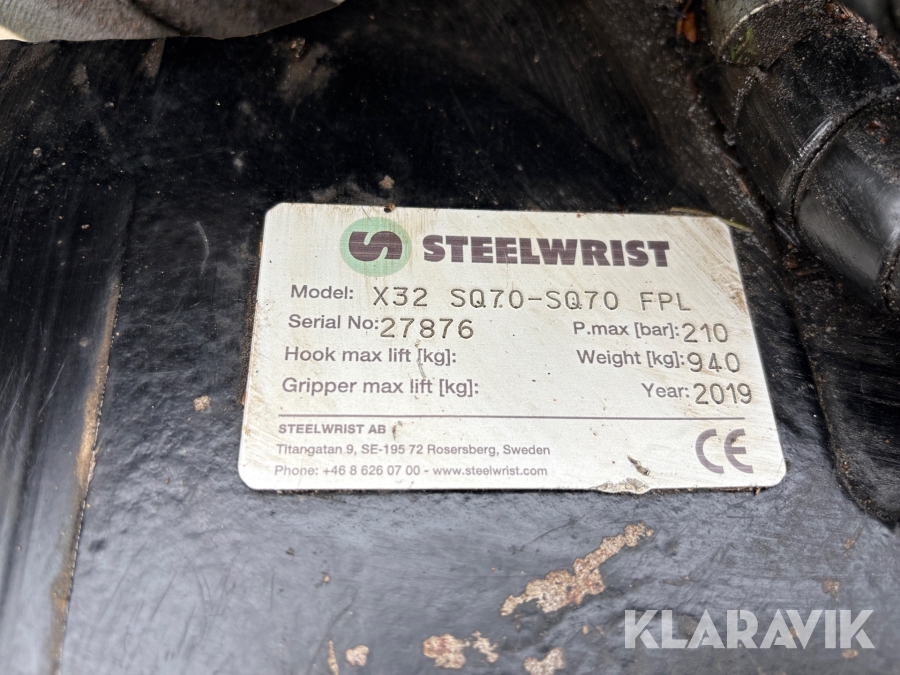 STEELWRIST
Model: X32 SQ70-SQ70 FPL
Serial No: 27876 P.max [bar]: 210
Hook max lift [kg]: Weight [kg]: 940
Gripper max lift [kg]: Year: 2019
STEELWRIST AB
Titangatan 9, SE-195 72 Rosersberg, Sweden
Phone: +46 8 626 07 00 - www.steelwrist.com
CE
KLARAVIK